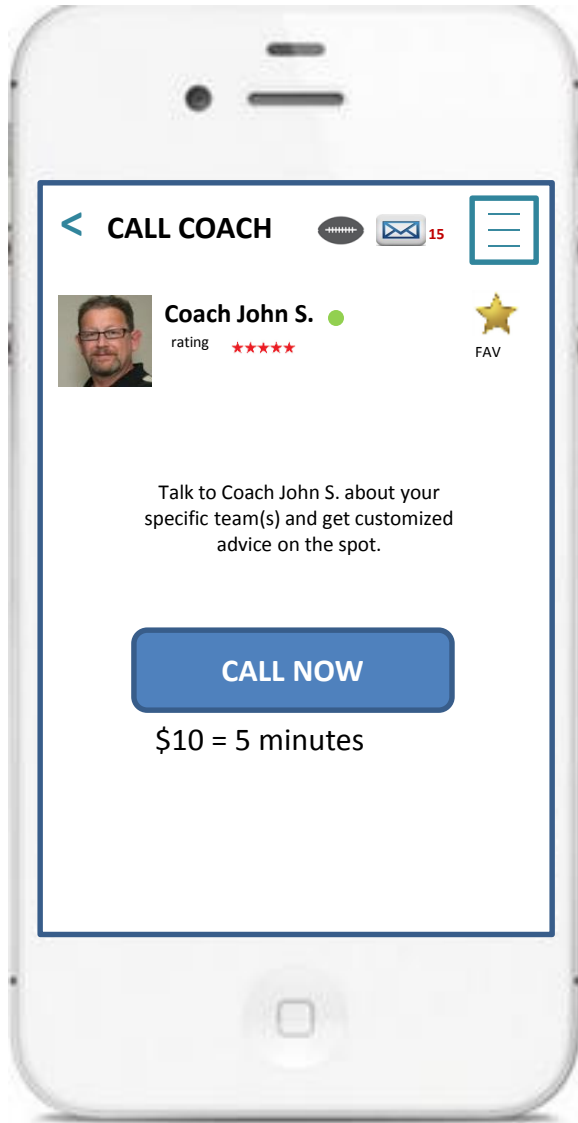 < CALL COACH 15
Coach John S.
rating ★★★★★
FAV
Talk to Coach John S. about your
specific team(s) and get customized
advice on the spot.
CALL NOW
$10 = 5 minutes